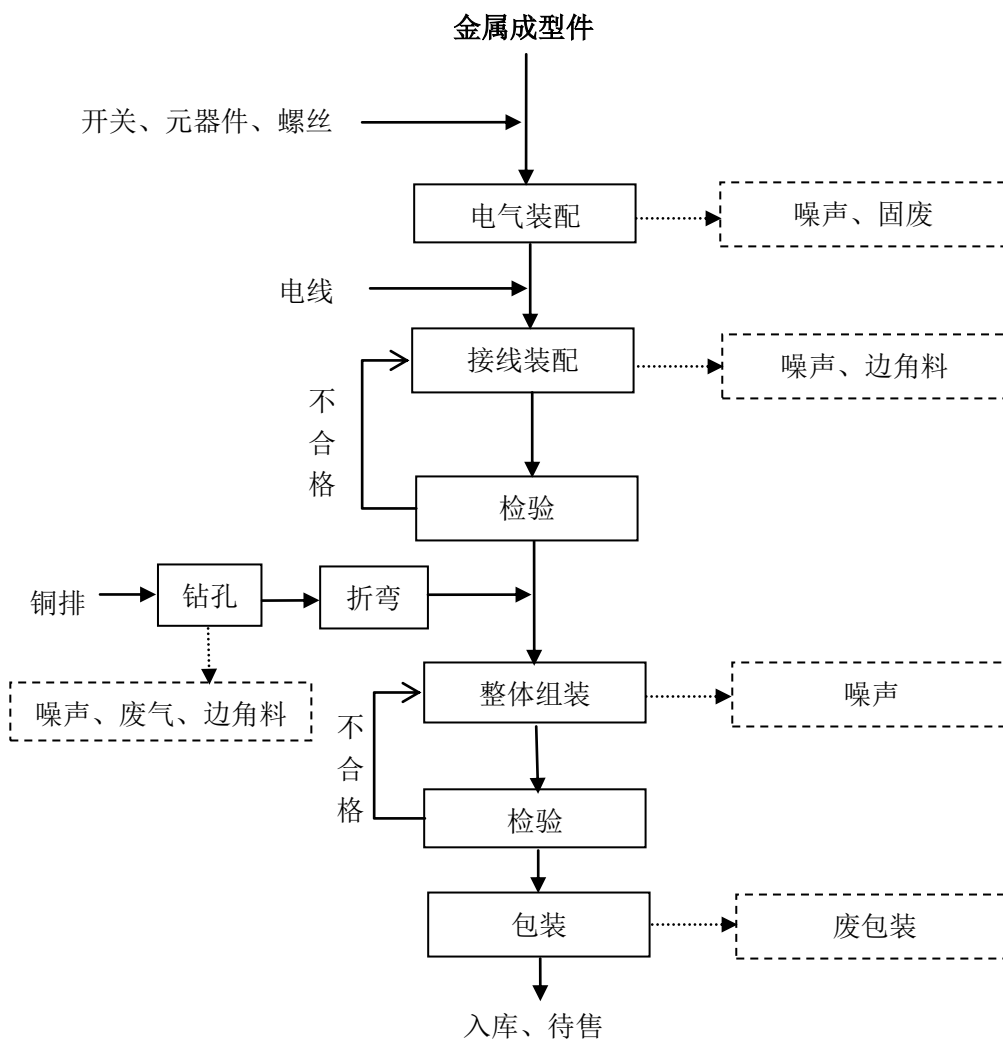 金属成型件
开关、元器件、螺丝
电气装配
噪声、固废
电线
接线装配
噪声、边角料
不合格
检验
铜排
钻孔
折弯
噪声、废气、边角料
整体组装
噪声
不合格
检验
包装
废包装
入库、待售